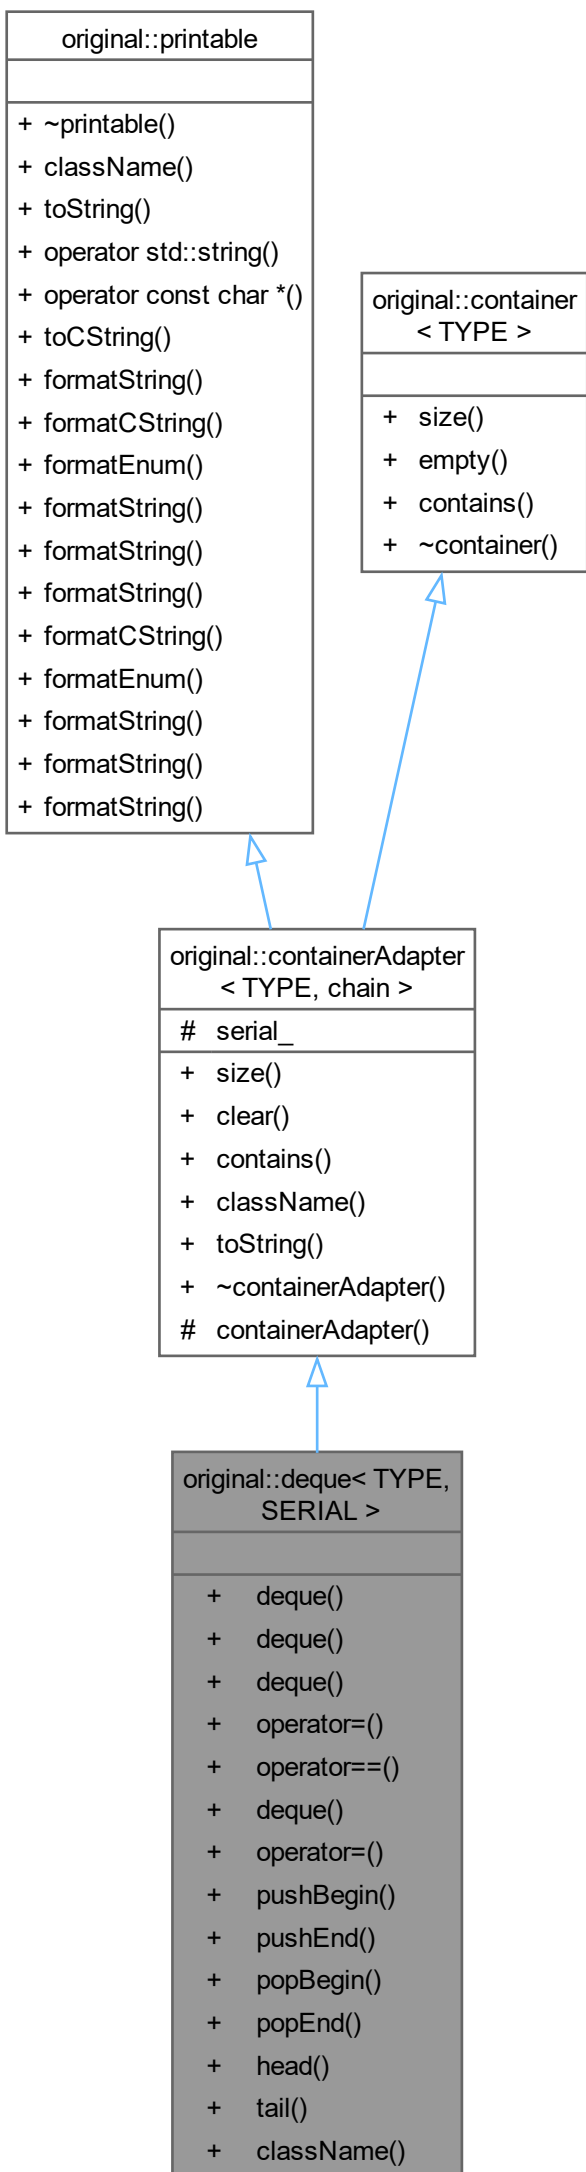 original::printable
+ ~printable()
+ className()
+ toString()
+ operator std::string()
+ operator const char *()
+ toCString()
+ formatString()
+ formatCString()
+ formatEnum()
+ formatString()
+ formatString()
+ formatString()
+ formatCString()
+ formatEnum()
+ formatString()
+ formatString()
+ formatString()
original::container
< TYPE >
+ size()
+ empty()
+ contains()
+ ~container()
original::containerAdapter
< TYPE, chain >
# serial_
+ size()
+ clear()
+ contains()
+ className()
+ toString()
+ ~containerAdapter()
# containerAdapter()
original::deque< TYPE,
SERIAL >
+ deque()
+ deque()
+ deque()
+ operator=()
+ operator==()
+ deque()
+ operator=()
+ pushBegin()
+ pushEnd()
+ popBegin()
+ popEnd()
+ head()
+ tail()
+ className()